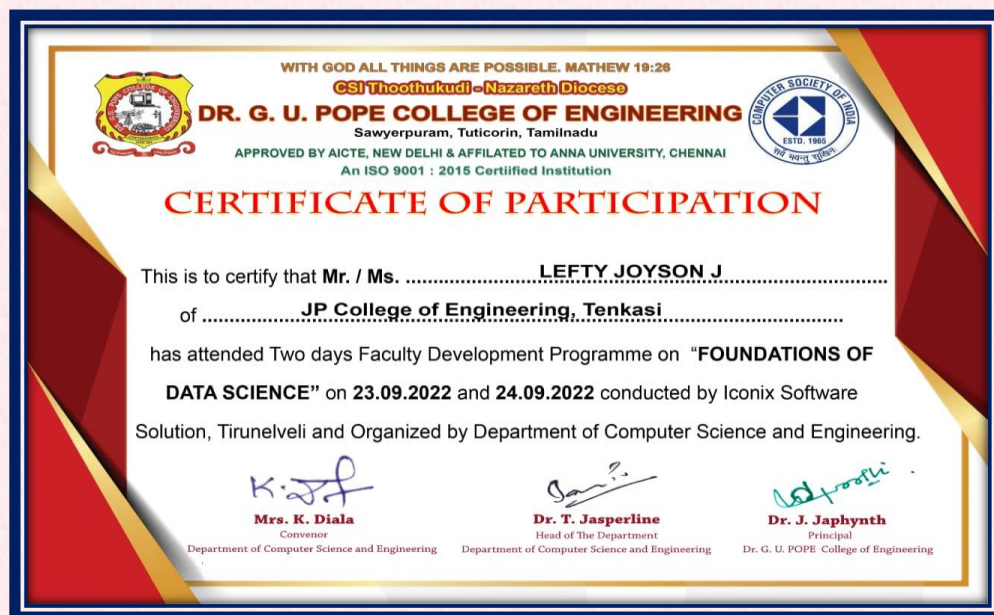 WITH GOD ALL THINGS ARE POSSIBLE. MATHEW 19:26
CSI Thoothukudi - Nazareth Diocese
DR. G. U. POPE COLLEGE OF ENGINEERING
Sawyerpuram, Tuticorin, Tamilnadu
APPROVED BY AICTE, NEW DELHI & AFFILATED TO ANNA UNIVERSITY, CHENNAI
An ISO 9001 : 2015 Certiified Institution
COMPUTER SOCIETY OF INDIA
ESTD. 1965
सर्वे भवन्तु सुखिनः
CERTIFICATE OF PARTICIPATION
This is to certify that Mr. / Ms. LEFTY JOYSON J
of JP College of Engineering, Tenkasi
has attended Two days Faculty Development Programme on “FOUNDATIONS OF
DATA SCIENCE” on 23.09.2022 and 24.09.2022 conducted by Iconix Software
Solution, Tirunelveli and Organized by Department of Computer Science and Engineering.
Mrs. K. Diala
Convenor
Department of Computer Science and Engineering
Dr. T. Jasperline
Head of The Department
Department of Computer Science and Engineering
Dr. J. Japhynth
Principal
Dr. G. U. POPE College of Engineering